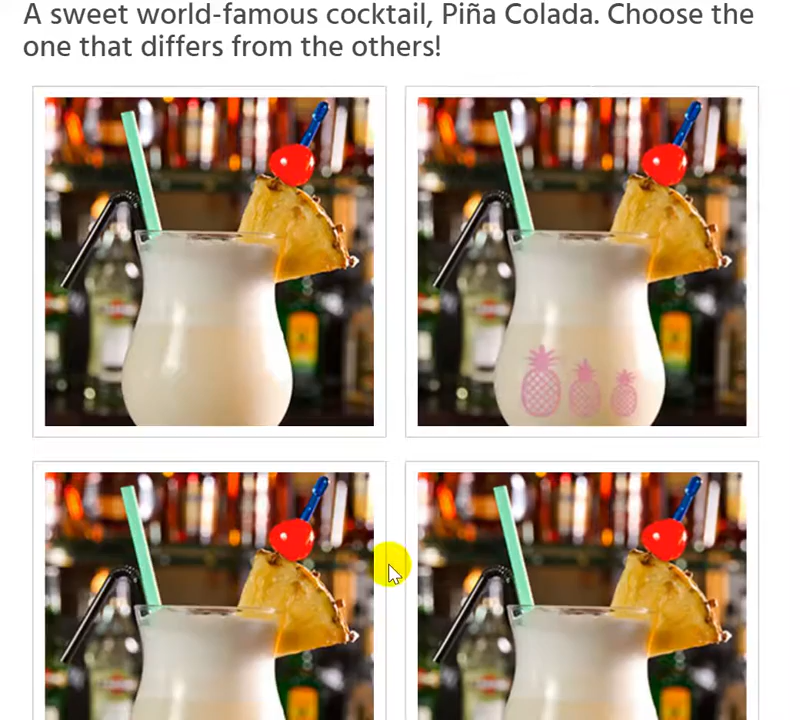 A sweet world-famous cocktail, Piña Colada. Choose the
one that differs from the others!